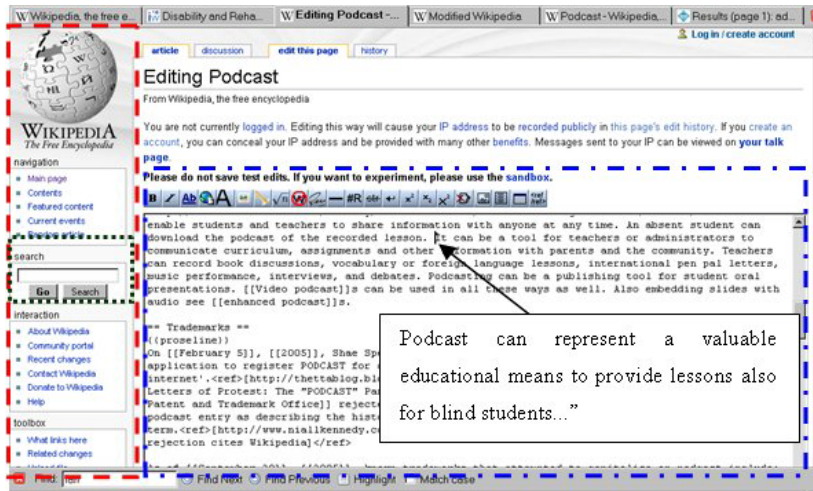 Wikipedia, the free e...
Disability and Reha...
Editing Podcast -...
Modified Wikipedia
Podcast - Wikipedia,...
Results (page 1): ad...
Log in / create account
article
discussion
edit this page
history
Editing Podcast
From Wikipedia, the free encyclopedia
You are not currently logged in. Editing this way will cause your IP address to be recorded publicly in this page's edit history. If you create an
account, you can conceal your IP address and be provided with many other benefits. Messages sent to your IP can be viewed on your talk
page.
Please do not save test edits. If you want to experiment, please use the sandbox.
WIKIPEDIA
The Free Encyclopedia
navigation
Main page
Contents
Featured content
Current events
Random article
search
Go
Search
interaction
About Wikipedia
Community portal
Recent changes
Contact Wikipedia
Donate to Wikipedia
Help
toolbox
What links here
Related changes
enable students and teachers to share information with anyone at any time. An absent student can
download the podcast of the recorded lesson. It can be a tool for teachers or administrators to
communicate curriculum, assignments and other information with parents and the community. Teachers
can record book discussions, vocabulary or foreign language lessons, international pen pal letters,
music performance, interviews, and debates. Podcasting can be a publishing tool for student oral
presentations. [[Video podcast]]s can be used in all these ways as well. Also embedding slides with
audio see [[enhanced podcast]]s.
== Trademarks ==
{{proseline}}
On [[February 5]], [[2005]], Shae Spe
application to register PODCAST for
internet'.<ref>[http://thettablog.bl
Letters of Protest: The "PODCAST" Pa
Patent and Trademark Office]] reject
podcast entry as describing the hist
term.<ref>[http://www.niallkennedy.c
rejection cites Wikipedia]</ref>
Podcast can represent a valuable
educational means to provide lessons also
for blind students..."
Find:
Find Next
Find Previous
Highlight
Match case